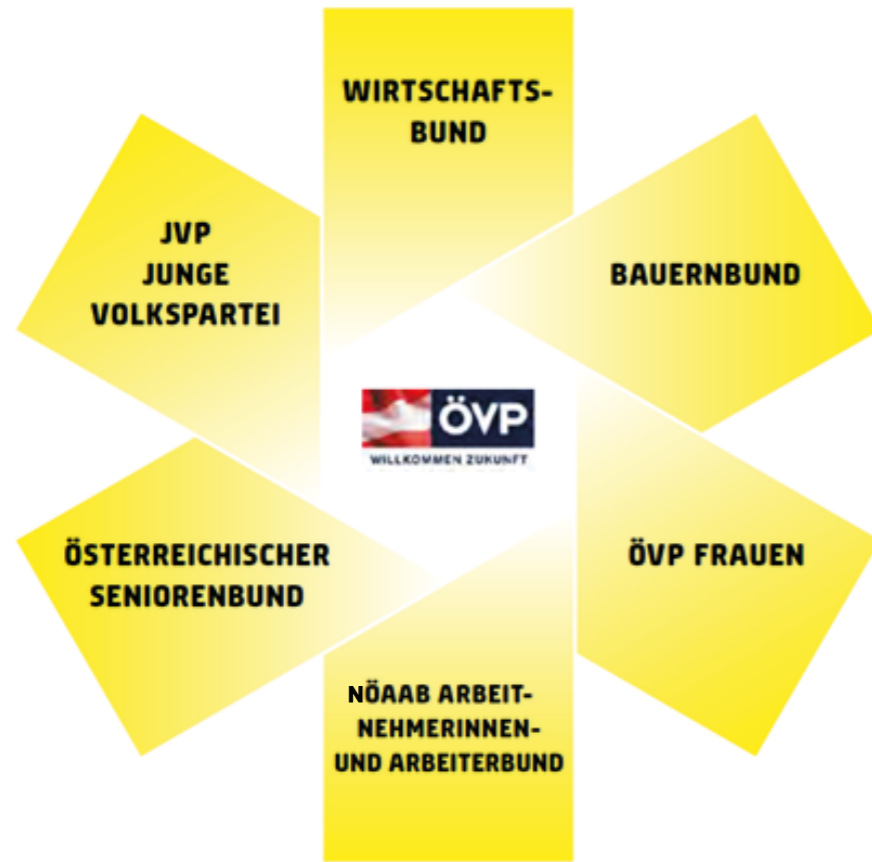 WIRTSCHAFTS-
BUND
BAUERNBUND
ÖVP FRAUEN
NÖAAB ARBEIT-
NEHMERINNEN-
UND ARBEITERBUND
ÖSTERREICHISCHER
SENIORENBUND
JVP
JUNGE
VOLKSPARTEI
ÖVP
WILLKOMMEN ZUKUNFT